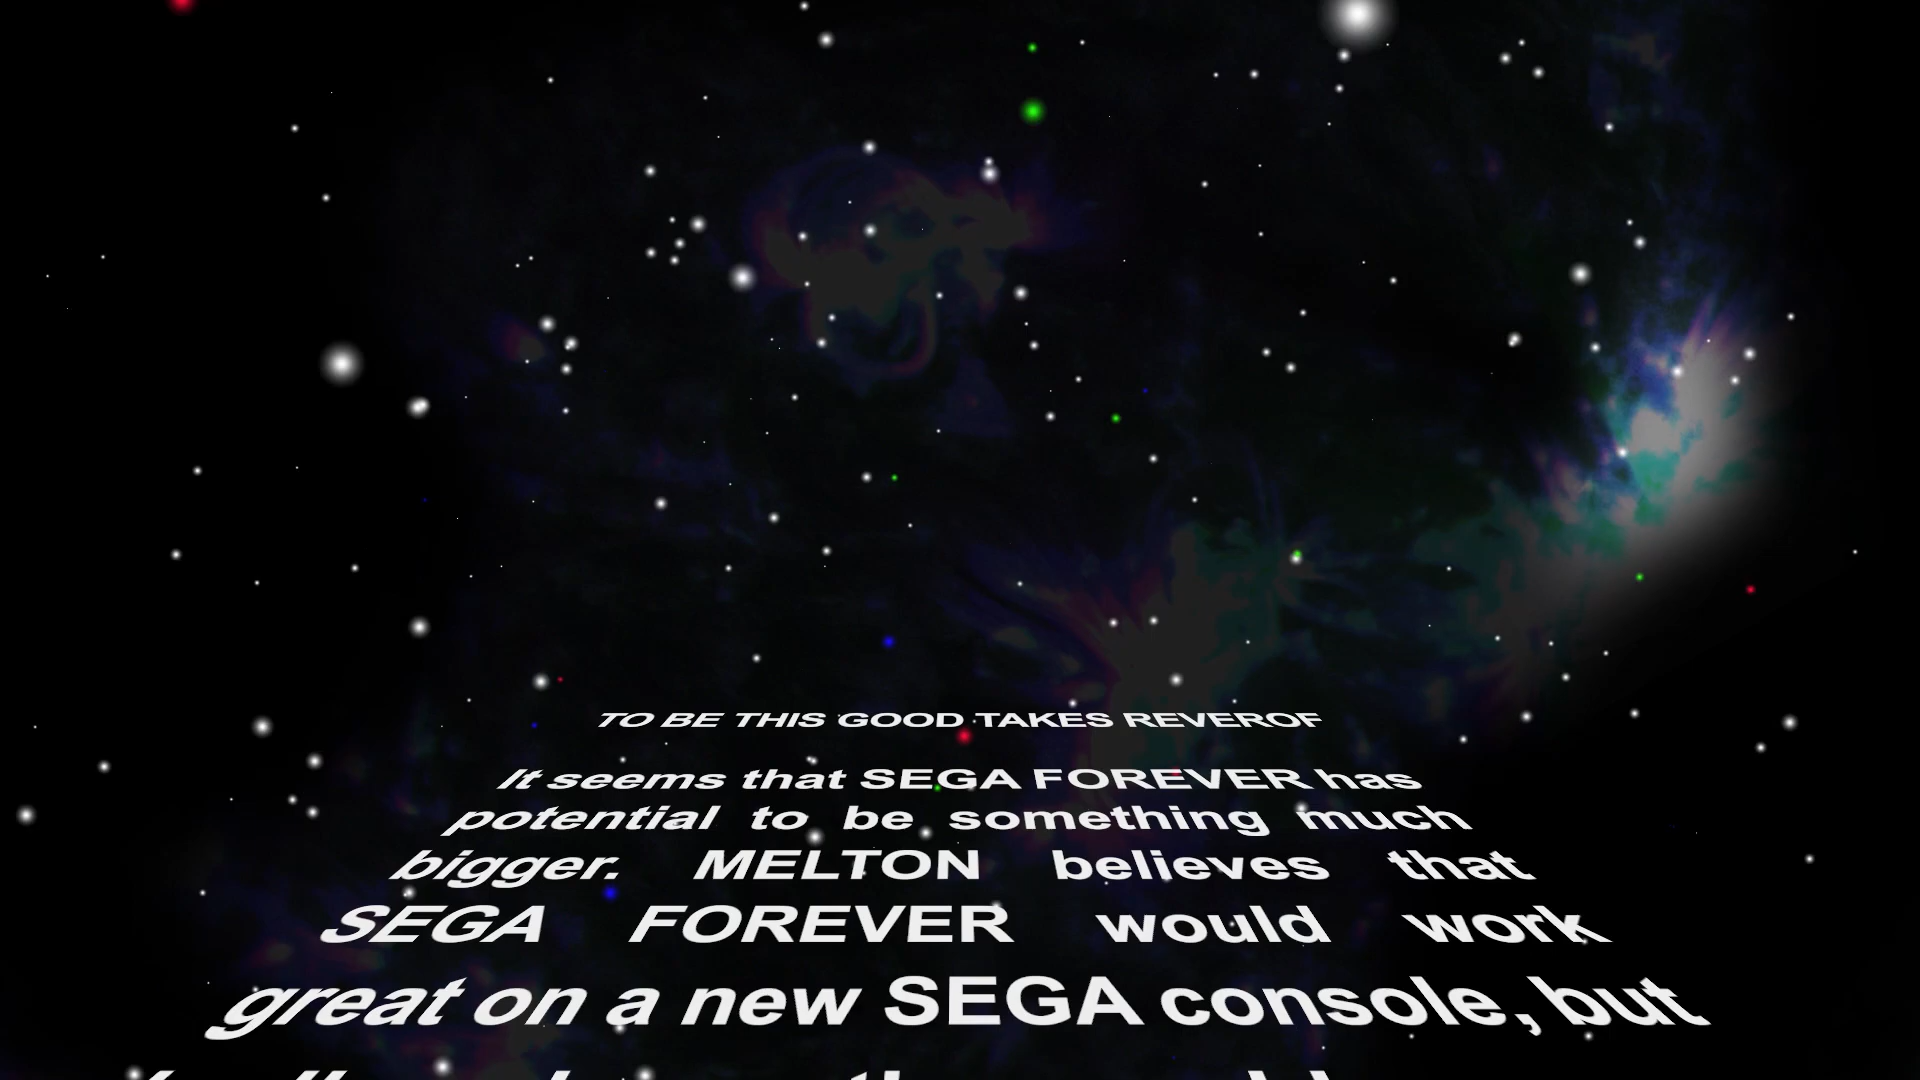 TO BE THIS GOOD TAKES REVEROF
It seems that SEGA FOREVER has
potential to be something much
bigger. MELTON believes that
SEGA FOREVER would work
great on a new SEGA console, but